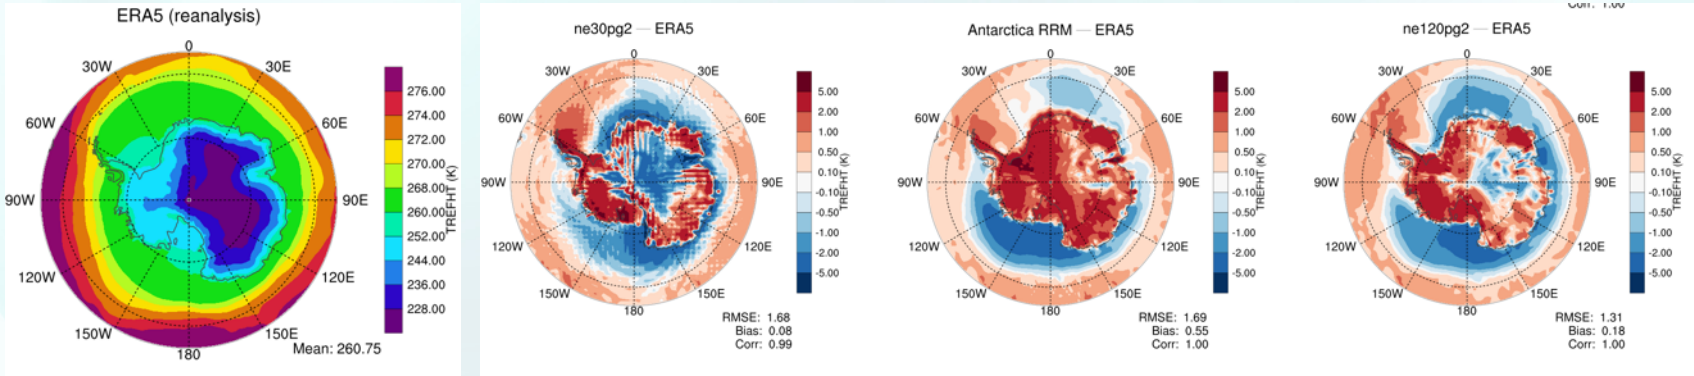 ERA5 (reanalysis)
0
30W
30E
60W
60E
90W
90E
120W
120E
150W
150E
180
276.00
274.00
272.00
270.00
268.00
260.00
252.00
244.00
236.00
228.00
TREFHT (K)
Mean: 260.75
ne30pg2 — ERA5
0
30W
30E
60W
60E
90W
90E
120W
120E
150W
150E
180
5.00
2.00
1.00
0.50
0.10
-0.10
-0.50
-1.00
-2.00
-5.00
TREFHT (K)
RMSE: 1.68
Bias: 0.08
Corr: 0.99
Antarctica RRM — ERA5
0
30W
30E
60W
60E
90W
90E
120W
120E
150W
150E
180
5.00
2.00
1.00
0.50
0.10
-0.10
-0.50
-1.00
-2.00
-5.00
TREFHT (K)
RMSE: 1.69
Bias: 0.55
Corr: 1.00
Corr: 1.00
ne120pg2 — ERA5
0
30W
30E
60W
60E
90W
90E
120W
120E
150W
150E
180
5.00
2.00
1.00
0.50
0.10
-0.10
-0.50
-1.00
-2.00
-5.00
TREFHT (K)
RMSE: 1.31
Bias: 0.18
Corr: 1.00